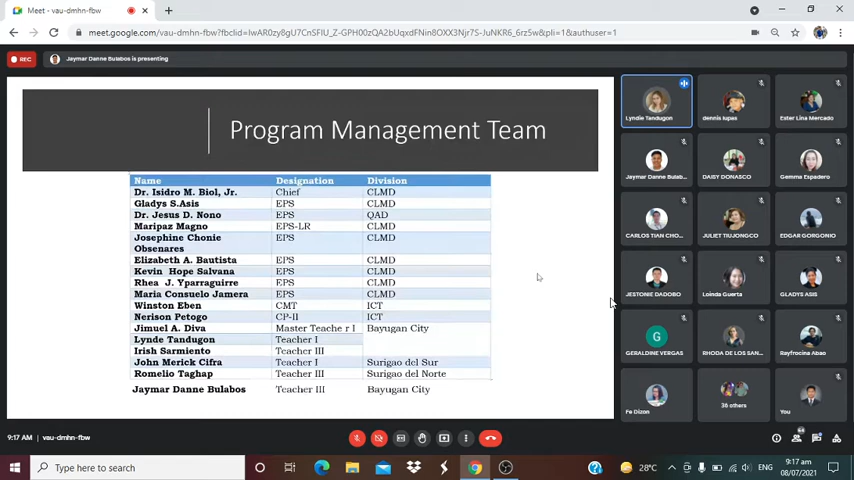 Meet - vau-dmhn-fbw
meet.google.com/vau-dmhn-fbw?fbclid=IwAR0zy8gU7CnSFIU_Z-GPH00zQA2bUqxdFNin8OXX3Njr7S-JuNKR6_6rz5w&pli=1&authuser=1
REC
Jaymar Danne Bulabos is presenting
Program Management Team
Name Designation Division
Dr. Isidro M. Biol, Jr. Chief CLMD
Gladys S.Asis EPS CLMD
Dr. Jesus D. Nono EPS QAD
Maripaz Magno EPS-LR CLMD
Josephine Chonie EPS CLMD
Obsenares
Elizabeth A. Bautista EPS CLMD
Kevin Hope Salvana EPS CLMD
Rhea J. Yparraguirre EPS CLMD
Maria Consuelo Jamera EPS CLMD
Winston Eben CMT ICT
Nerison Petogo CP-II ICT
Jimuel A. Diva Master Teache r I Bayugan City
Lynde Tandugon Teacher I
Irish Sarmiento Teacher III
John Merick Cifra Teacher I Surigao del Sur
Romelio Taghap Teacher III Surigao del Norte
Jaymar Danne Bulabos Teacher III Bayugan City
Lyndie Tandugon
dennis lupas
Ester Lina Mercado
Jaymar Danne Bulab...
DAISY DONASCO
Gemma Espadero
CARLOS TIAN CHO...
JULIET TIUJONGCO
EDGAR GORGONIO
JESTONIE DADOBO
Loinda Guerta
GLADYS ASIS
G
GERALDINE VERGAS
RHODA DE LOS SAN...
Rayfrocina Abao
Fe Dizon
36 others
You
9:17 AM vau-dmhn-fbw
Type here to search
28°C
ENG
9:17 am
08/07/2021